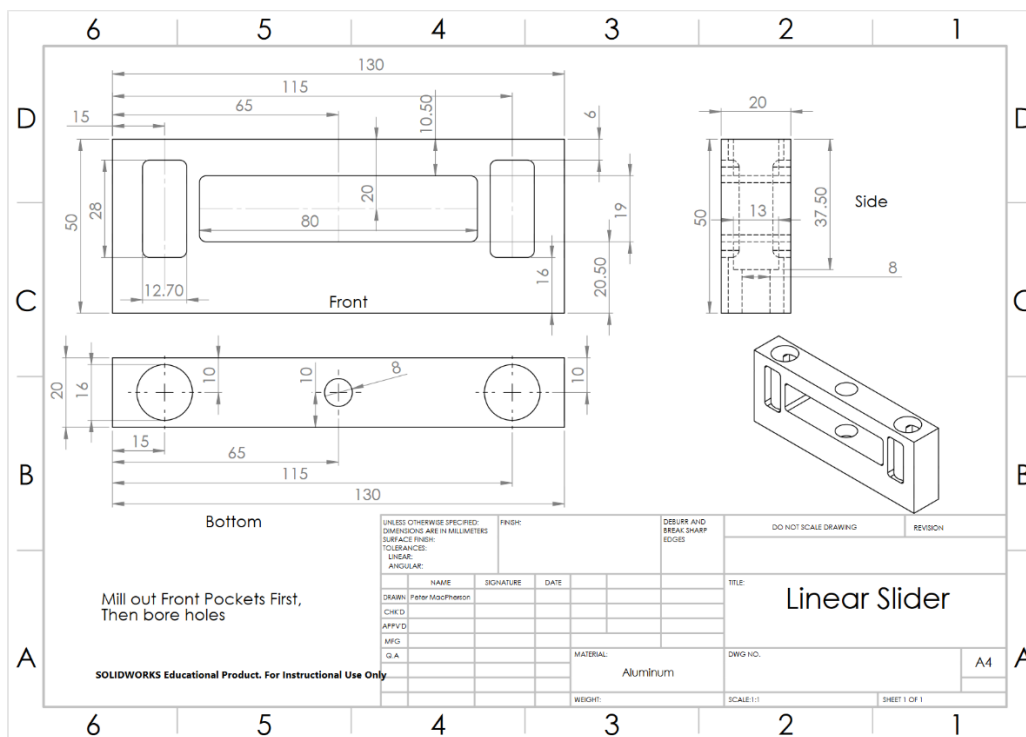 6 5 4 3 2 1
D D
C C
B B
A A
130
115
65
15
10.50
6
50
28
20
80
19
16
20.50
12.70
Front
20
50
13
37.50
8
Side
20
16
10
10
8
10
15
65
115
130
Bottom
Mill out Front Pockets First,
Then bore holes
SOLIDWORKS Educational Product. For Instructional Use Only
UNLESS OTHERWISE SPECIFIED:
DIMENSIONS ARE IN MILLIMETERS
SURFACE FINISH:
TOLERANCES:
LINEAR:
ANGULAR:
FINISH:
DEBURR AND
BREAK SHARP
EDGES
DO NOT SCALE DRAWING
REVISION
NAME SIGNATURE DATE
DRAWN Peter MacPherson
CHK'D
APPV'D
MFG
Q.A
MATERIAL:
Aluminum
WEIGHT:
TITLE:
Linear Slider
DWG NO.
A4
SCALE:1:1
SHEET 1 OF 1
6 5 4 3 2 1